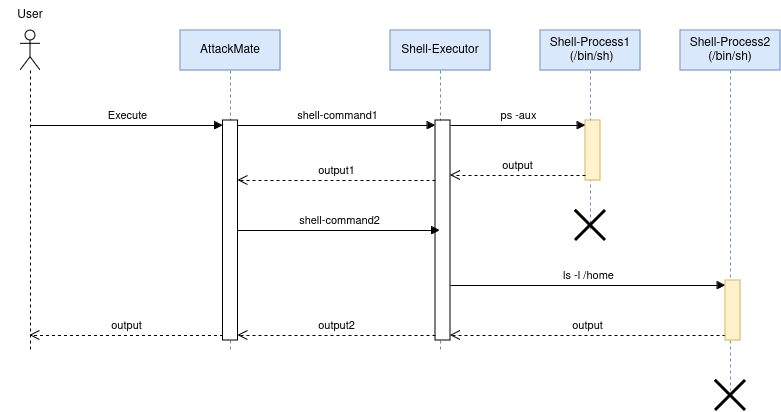 User
AttackMate
Shell-Executor
Shell-Process1
(/bin/sh)
Shell-Process2
(/bin/sh)
Execute
shell-command1
ps -aux
output
output1
shell-command2
ls -l /home
output
output2
output